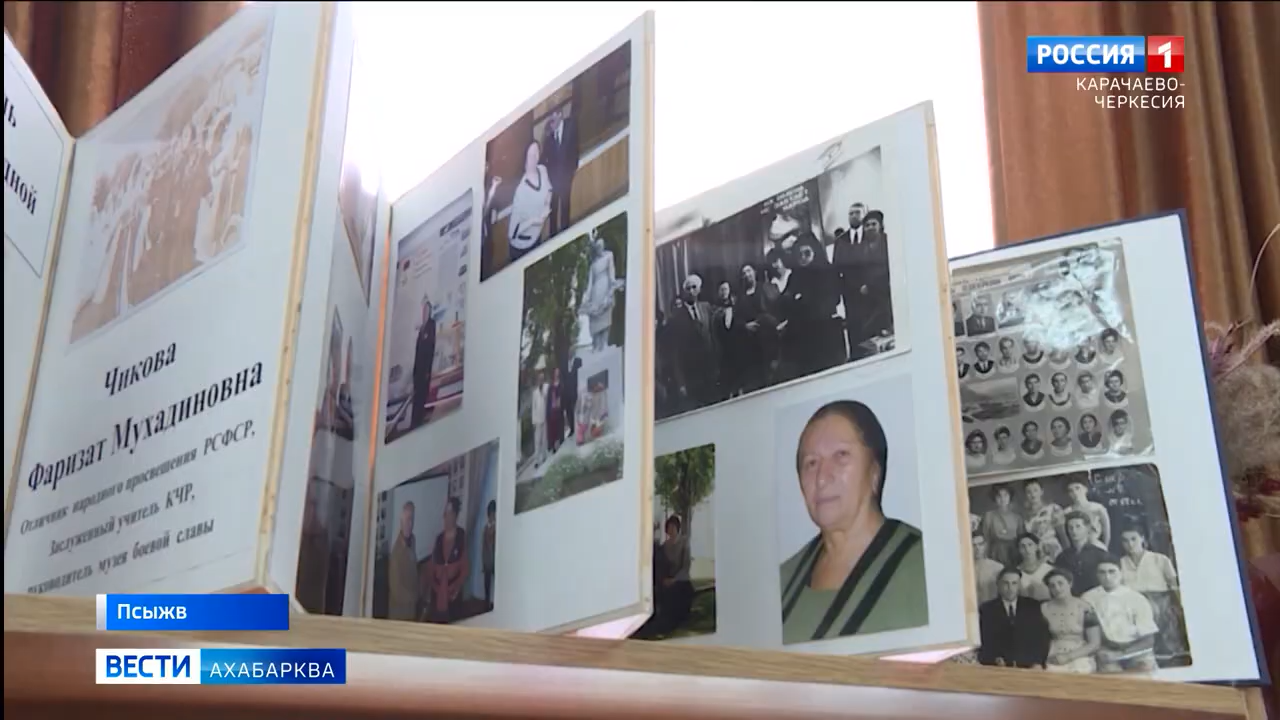 РОССИЯ 1
КАРАЧАЕВО-
ЧЕРКЕСИЯ
Чикова
Фаризат Мухадиновна
Отличник народного просвещения РСФСР,
Заслуженный учитель КЧР,
руководитель музея боевой славы
Псыжв
ВЕСТИ АХАБАРКВА